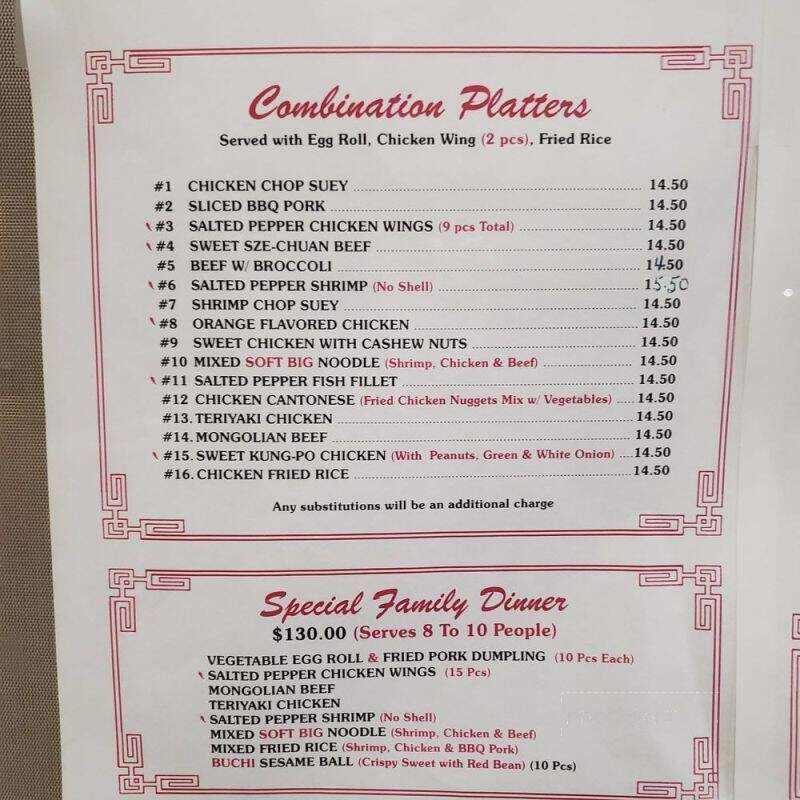 Combination Platters
Served with Egg Roll, Chicken Wing (2 pcs), Fried Rice
#1 CHICKEN CHOP SUEY 14.50
#2 SLICED BBQ PORK 14.50
#3 SALTED PEPPER CHICKEN WINGS (9 pcs Total) 14.50
#4 SWEET SZE-CHUAN BEEF 14.50
#5 BEEF W/ BROCCOLI 14.50
#6 SALTED PEPPER SHRIMP (No Shell) 15.50
#7 SHRIMP CHOP SUEY 14.50
#8 ORANGE FLAVORED CHICKEN 14.50
#9 SWEET CHICKEN WITH CASHEW NUTS 14.50
#10 MIXED SOFT BIG NOODLE (Shrimp, Chicken & Beef) 14.50
#11 SALTED PEPPER FISH FILLET 14.50
#12 CHICKEN CANTONESE (Fried Chicken Nuggets Mix w/ Vegetables) 14.50
#13. TERIYAKI CHICKEN 14.50
#14. MONGOLIAN BEEF 14.50
#15. SWEET KUNG-PO CHICKEN (With Peanuts, Green & White Onion) 14.50
#16. CHICKEN FRIED RICE 14.50
Any substitutions will be an additional charge
Special Family Dinner
$130.00 (Serves 8 To 10 People)
VEGETABLE EGG ROLL & FRIED PORK DUMPLING (10 Pcs Each)
SALTED PEPPER CHICKEN WINGS (15 Pcs)
MONGOLIAN BEEF
TERIYAKI CHICKEN
SALTED PEPPER SHRIMP (No Shell)
MIXED SOFT BIG NOODLE (Shrimp, Chicken & Beef)
MIXED FRIED RICE (Shrimp, Chicken & BBQ Pork)
BUCHI SESAME BALL (Crispy Sweet with Red Bean) (10 Pcs)